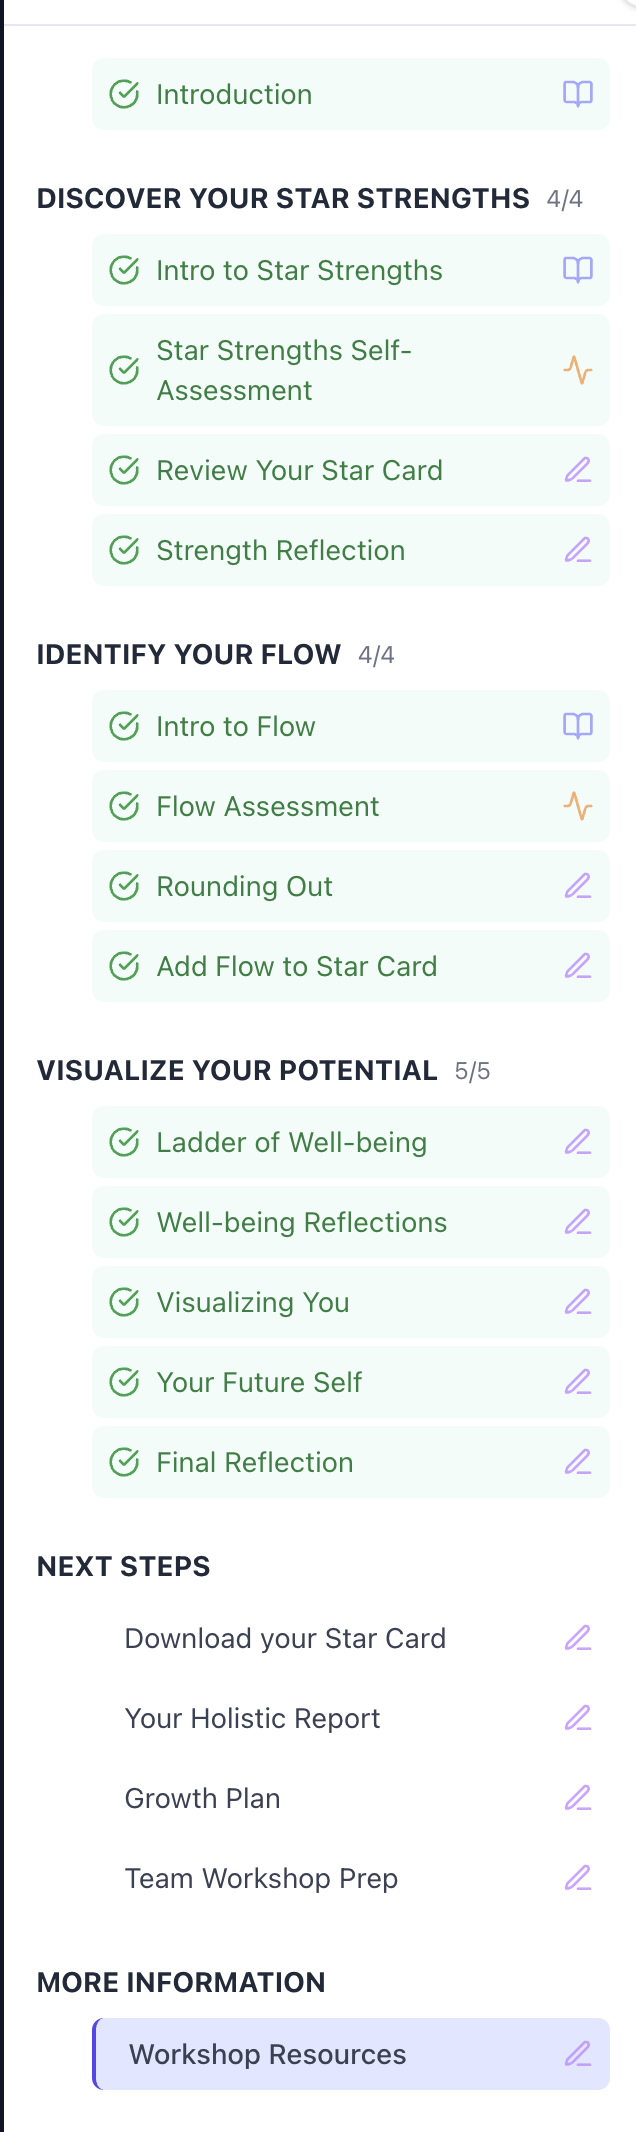 Introduction
DISCOVER YOUR STAR STRENGTHS 4/4
Intro to Star Strengths
Star Strengths Self-
Assessment
Review Your Star Card
Strength Reflection
IDENTIFY YOUR FLOW 4/4
Intro to Flow
Flow Assessment
Rounding Out
Add Flow to Star Card
VISUALIZE YOUR POTENTIAL 5/5
Ladder of Well-being
Well-being Reflections
Visualizing You
Your Future Self
Final Reflection
NEXT STEPS
Download your Star Card
Your Holistic Report
Growth Plan
Team Workshop Prep
MORE INFORMATION
Workshop Resources